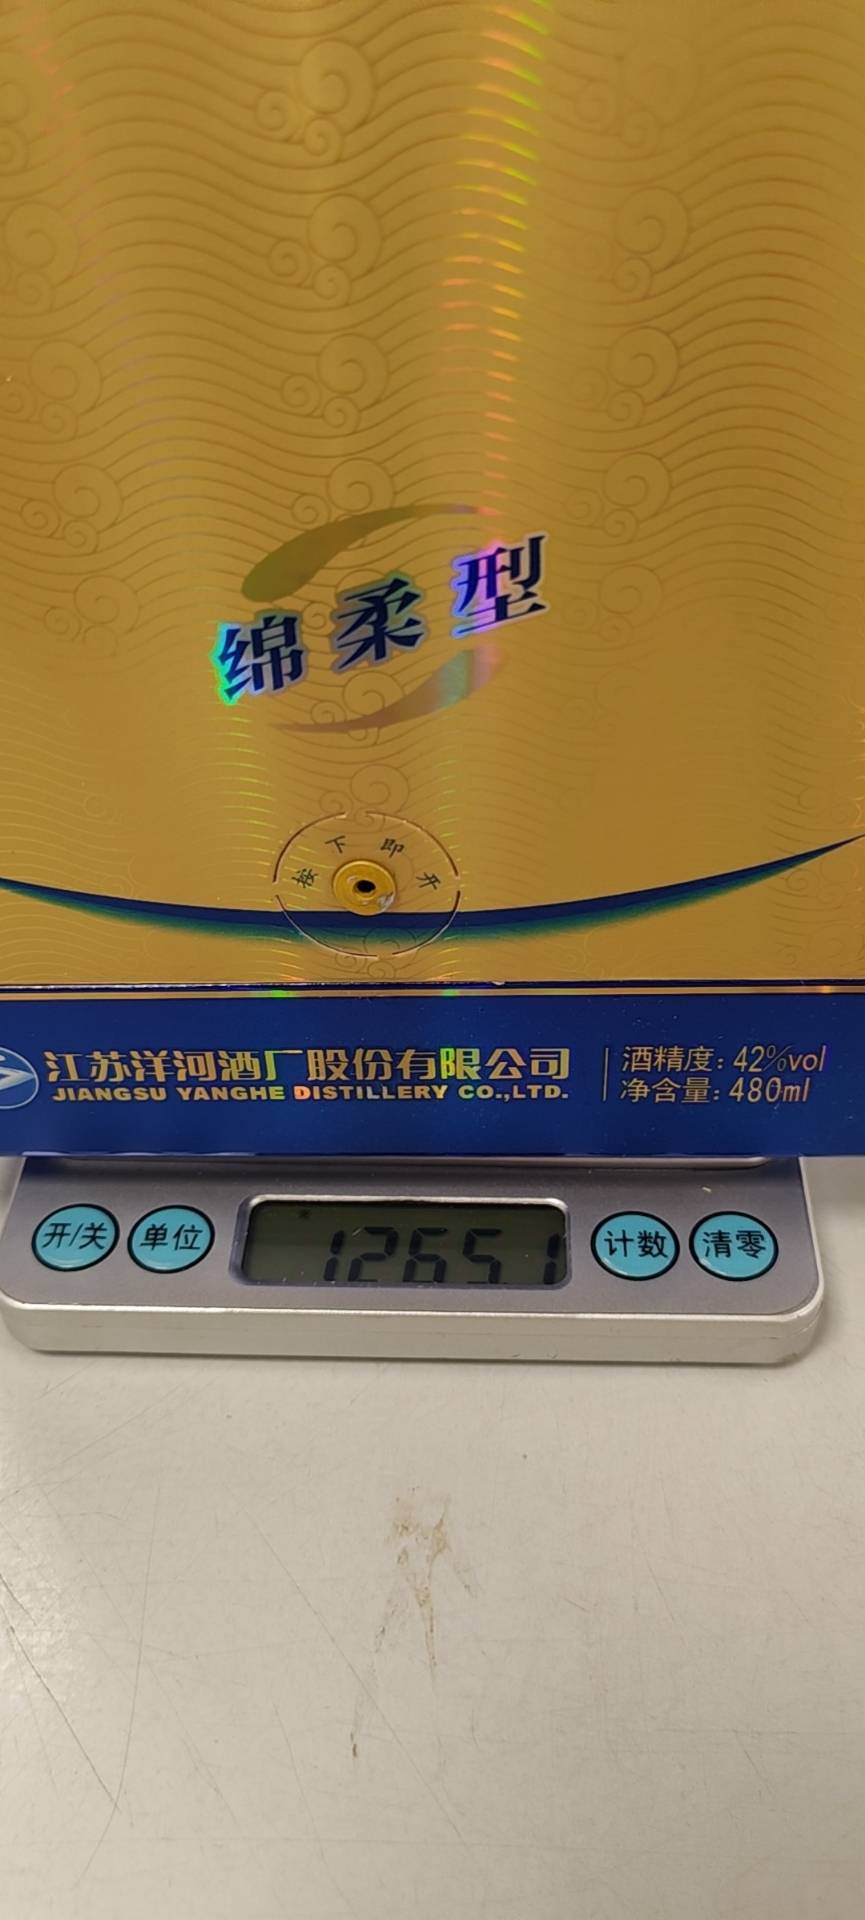 绵柔型
按下即开
江苏洋河酒厂股份有限公司
JIANGSU YANGHE DISTILLERY CO.,LTD.
酒精度:42%vol
净含量:480ml
开/关 单位 1265.1 计数 清零